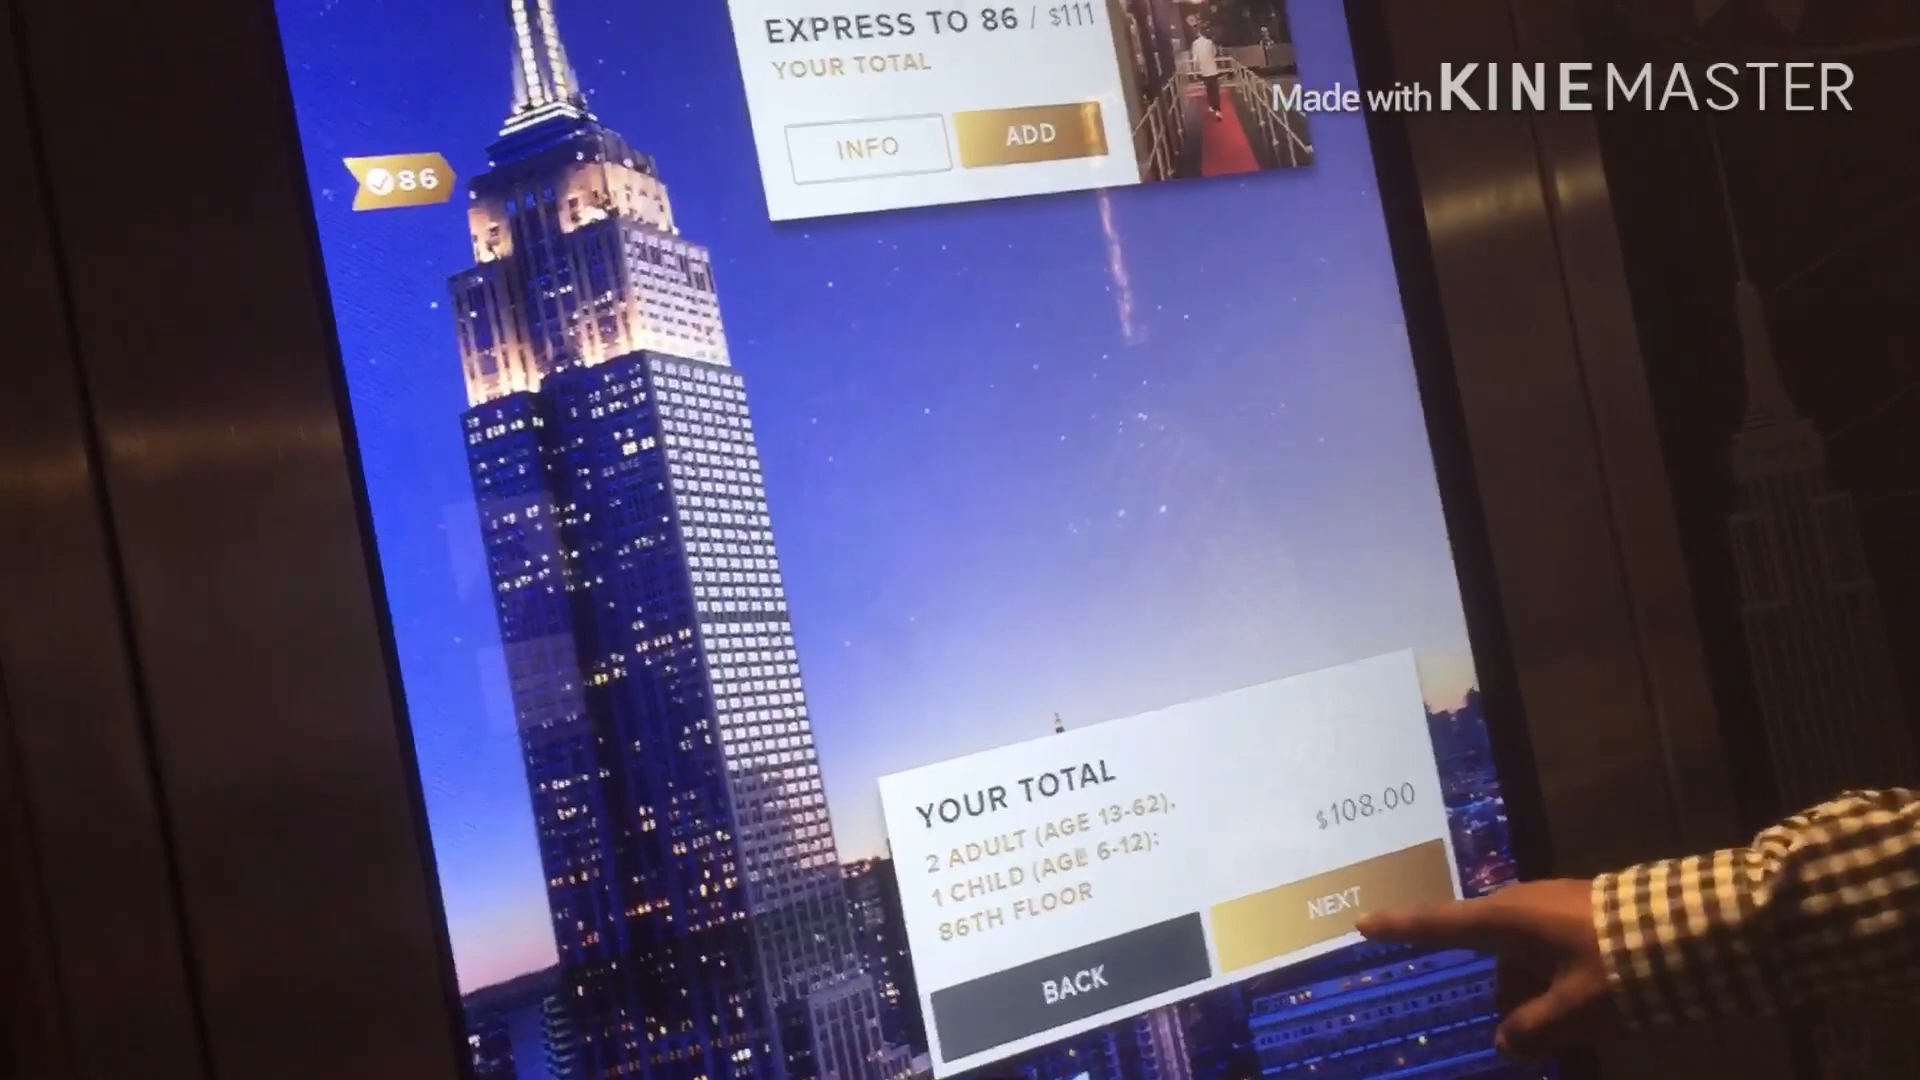 EXPRESS TO 86 / $111
YOUR TOTAL
INFO
ADD
Made with KINEMASTER
86
YOUR TOTAL
2 ADULT (AGE 13-62),
1 CHILD (AGE 6-12):
86TH FLOOR
$108.00
NEXT
BACK